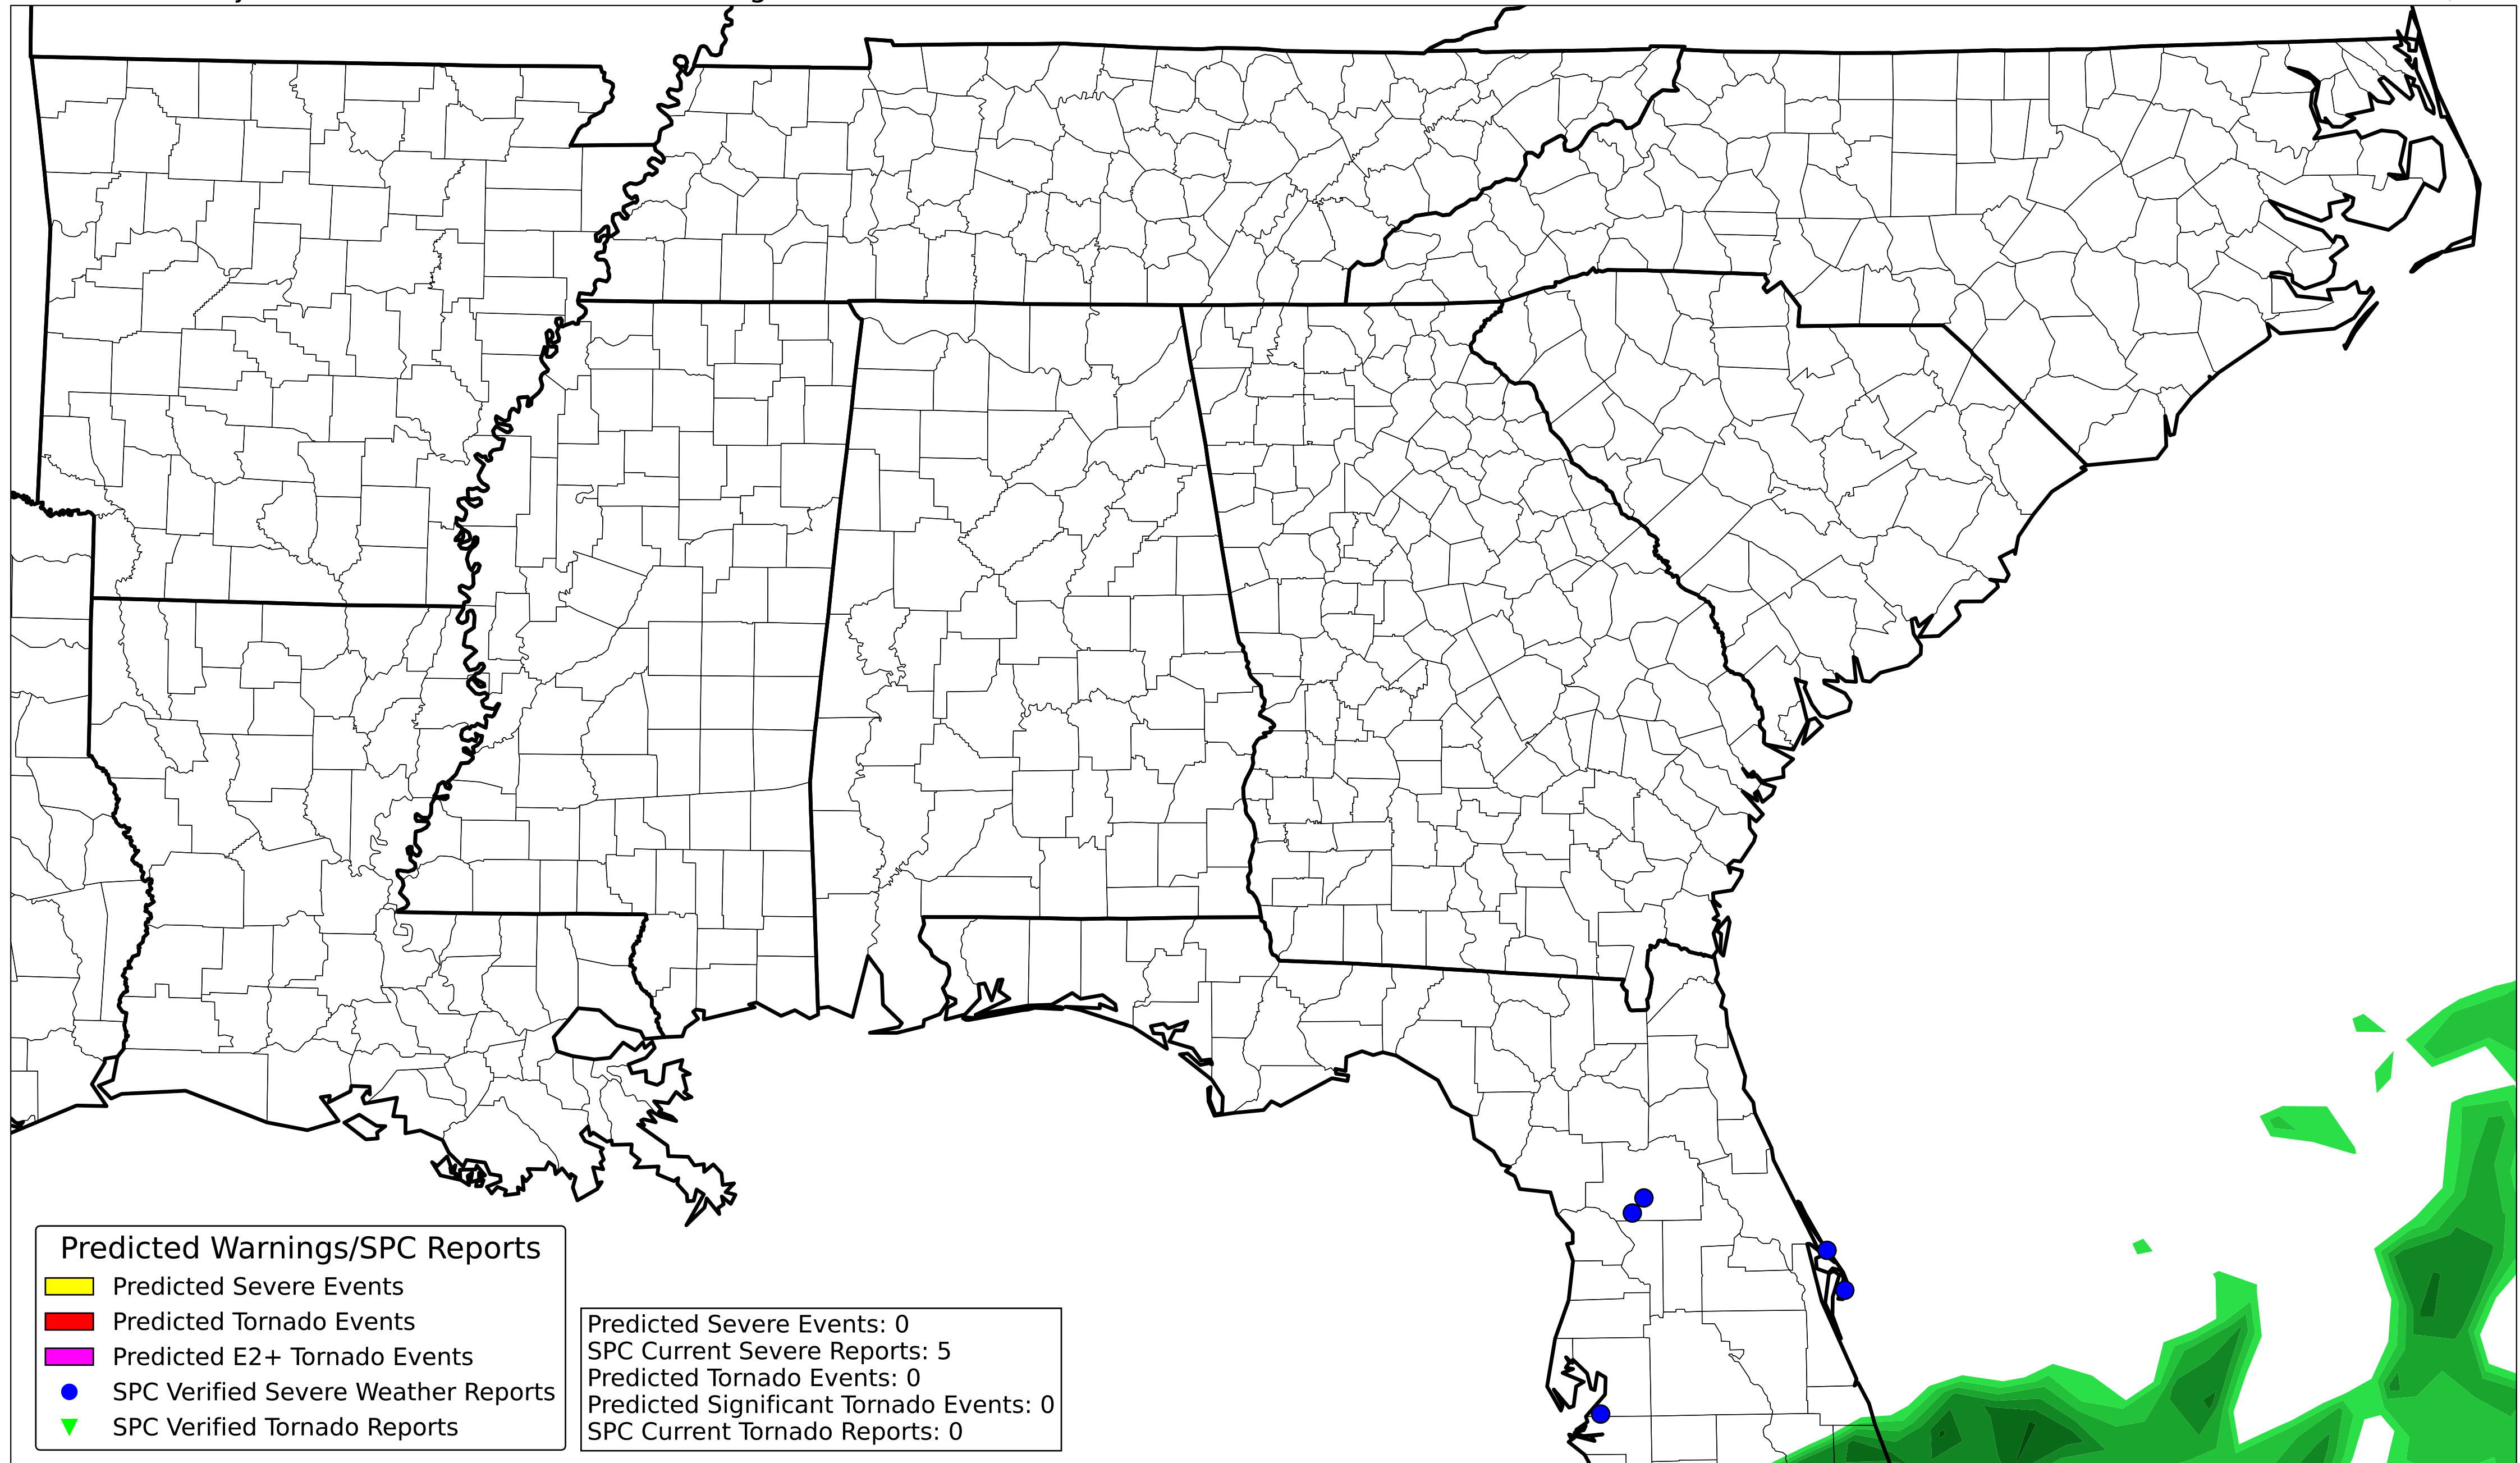 Predicted Warnings/SPC Reports
Predicted Severe Events
Predicted Tornado Events
Predicted E2+ Tornado Events
SPC Verified Severe Weather Reports
SPC Verified Tornado Reports
Predicted Severe Events: 0
SPC Current Severe Reports: 5
Predicted Tornado Events: 0
Predicted Significant Tornado Events: 0
SPC Current Tornado Reports: 0